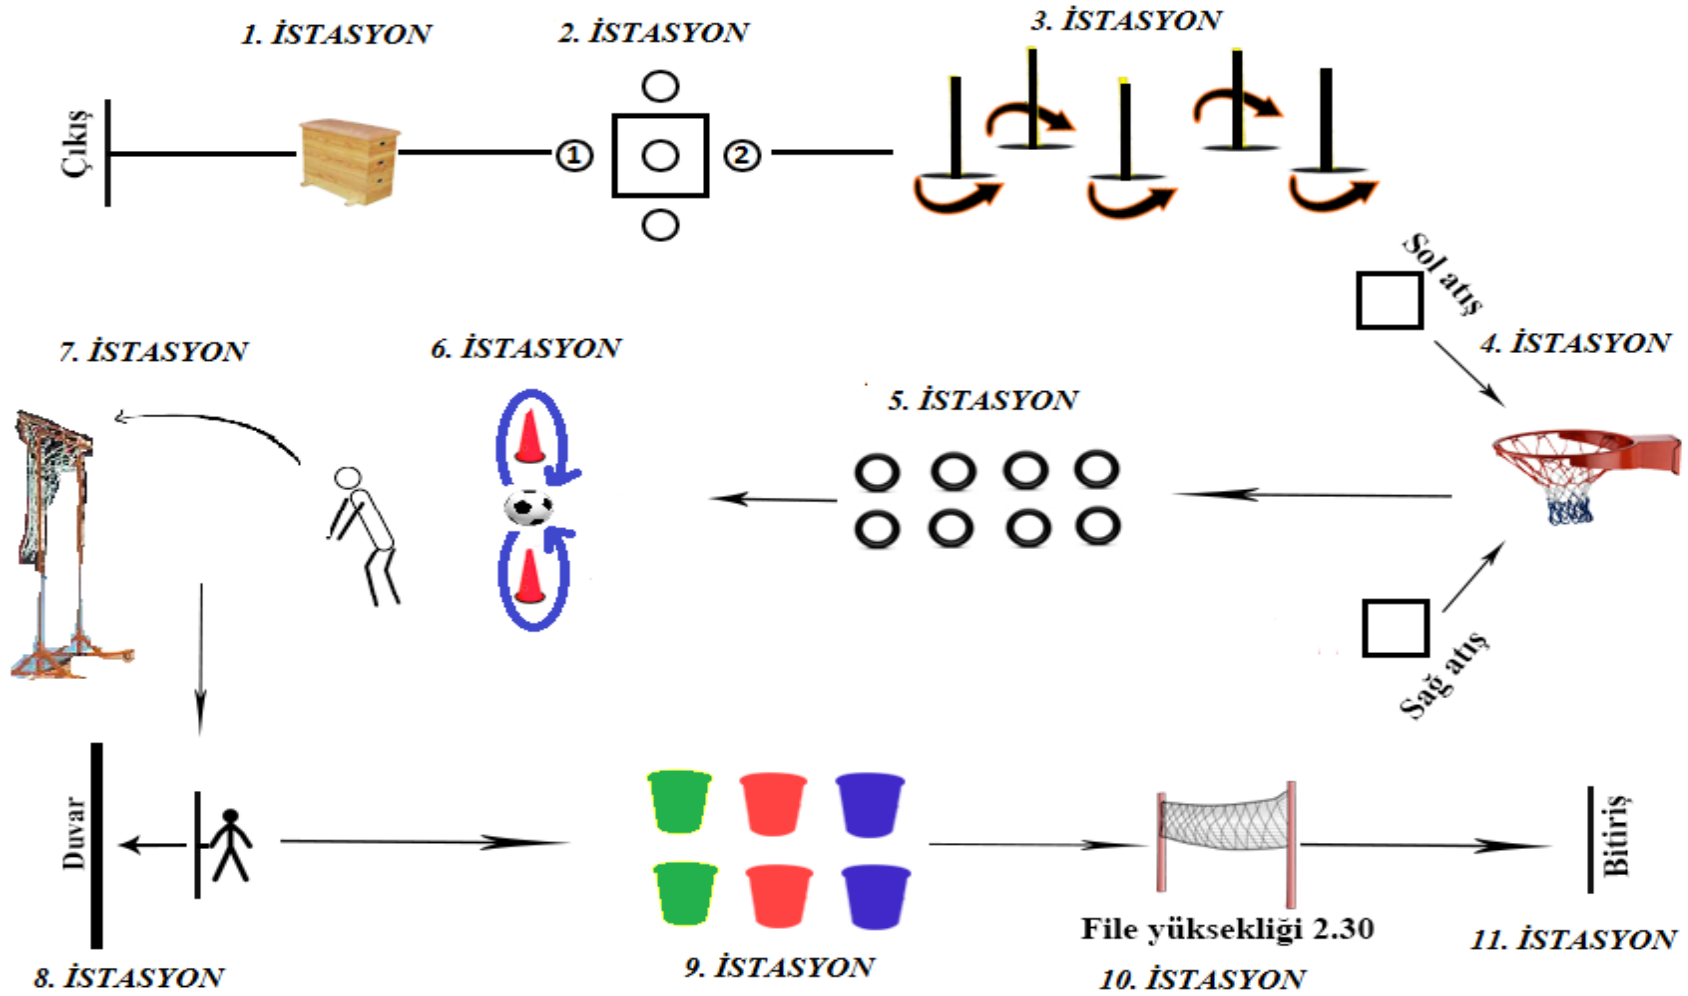 1. İSTASYON
2. İSTASYON
3. İSTASYON
Çıkış
1
2
Sol atış
4. İSTASYON
7. İSTASYON
6. İSTASYON
5. İSTASYON
Sağ atış
Duvar
Bitiriş
File yüksekliği 2.30
8. İSTASYON
9. İSTASYON
10. İSTASYON
11. İSTASYON